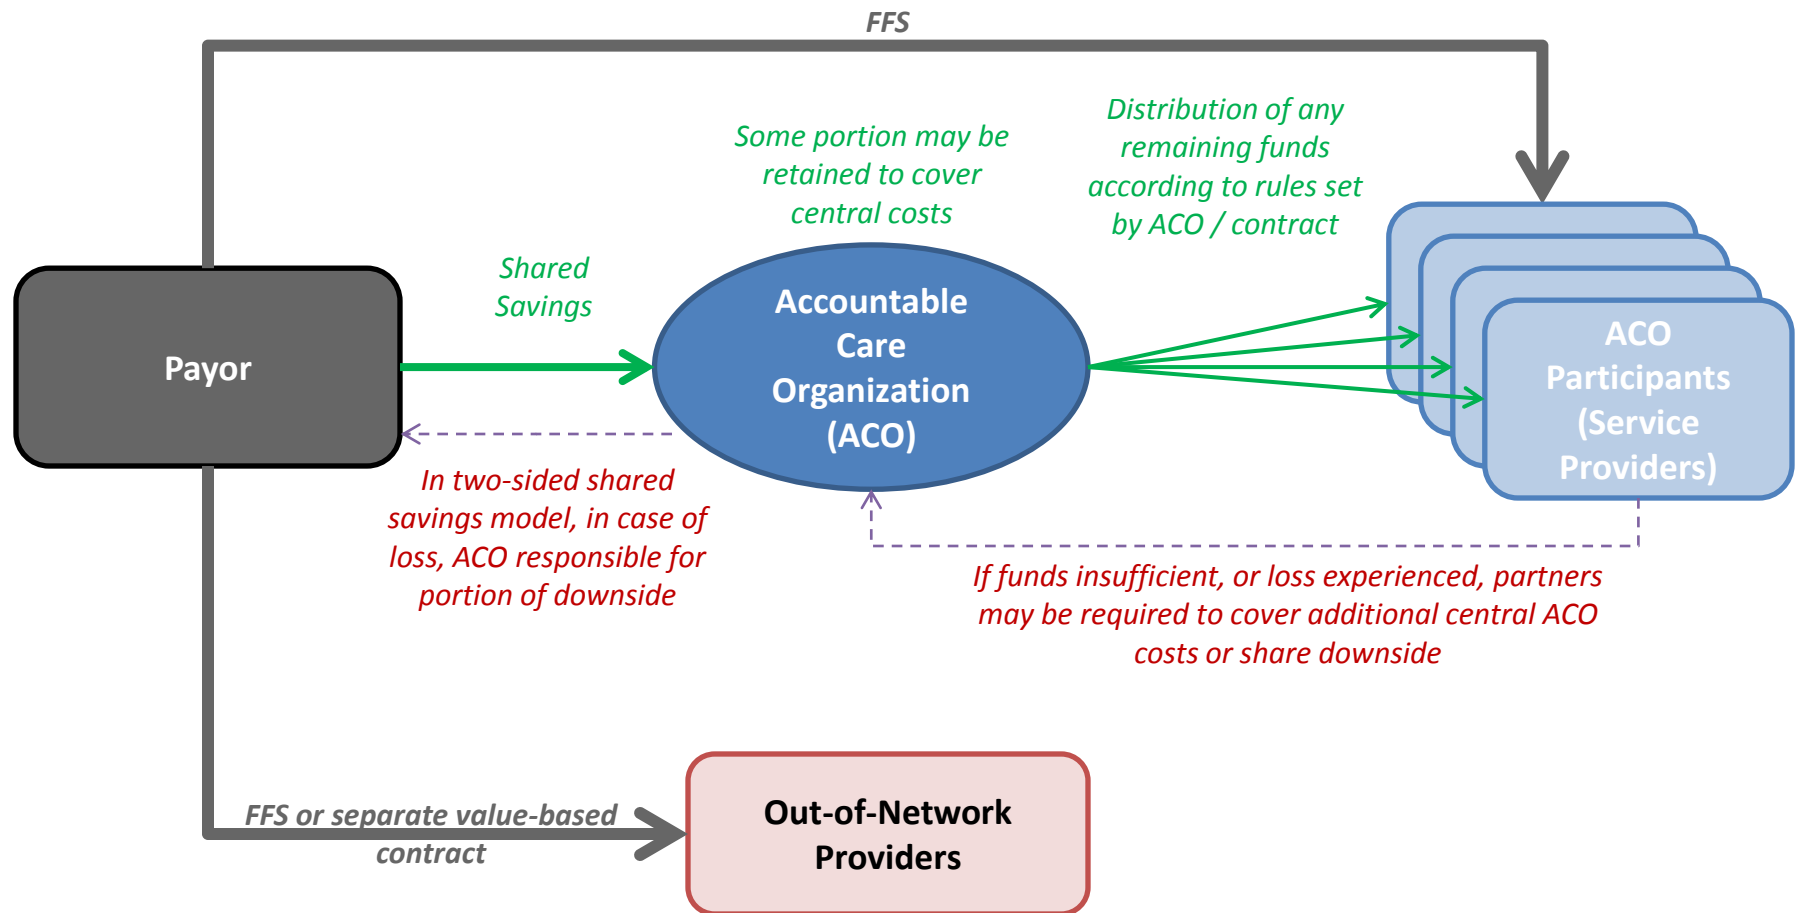 FFS
Some portion may be
retained to cover
central costs
Distribution of any
remaining funds
according to rules set
by ACO / contract
Shared
Savings
Payor
Accountable
Care
Organization
(ACO)
ACO
Participants
(Service
Providers)
In two-sided shared
savings model, in case of
loss, ACO responsible for
portion of downside
If funds insufficient, or loss experienced, partners
may be required to cover additional central ACO
costs or share downside
FFS or separate value-based
contract
Out-of-Network
Providers